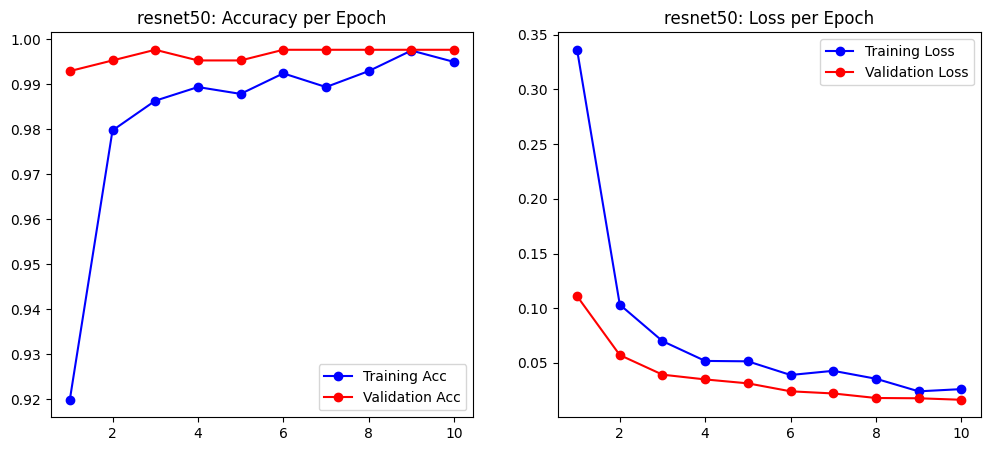 resnet50: Accuracy per Epoch
1.00
0.99
0.98
0.97
0.96
0.95
0.94
0.93
0.92
2 4 6 8 10
Training Acc
Validation Acc
resnet50: Loss per Epoch
0.35
0.30
0.25
0.20
0.15
0.10
0.05
2 4 6 8 10
Training Loss
Validation Loss